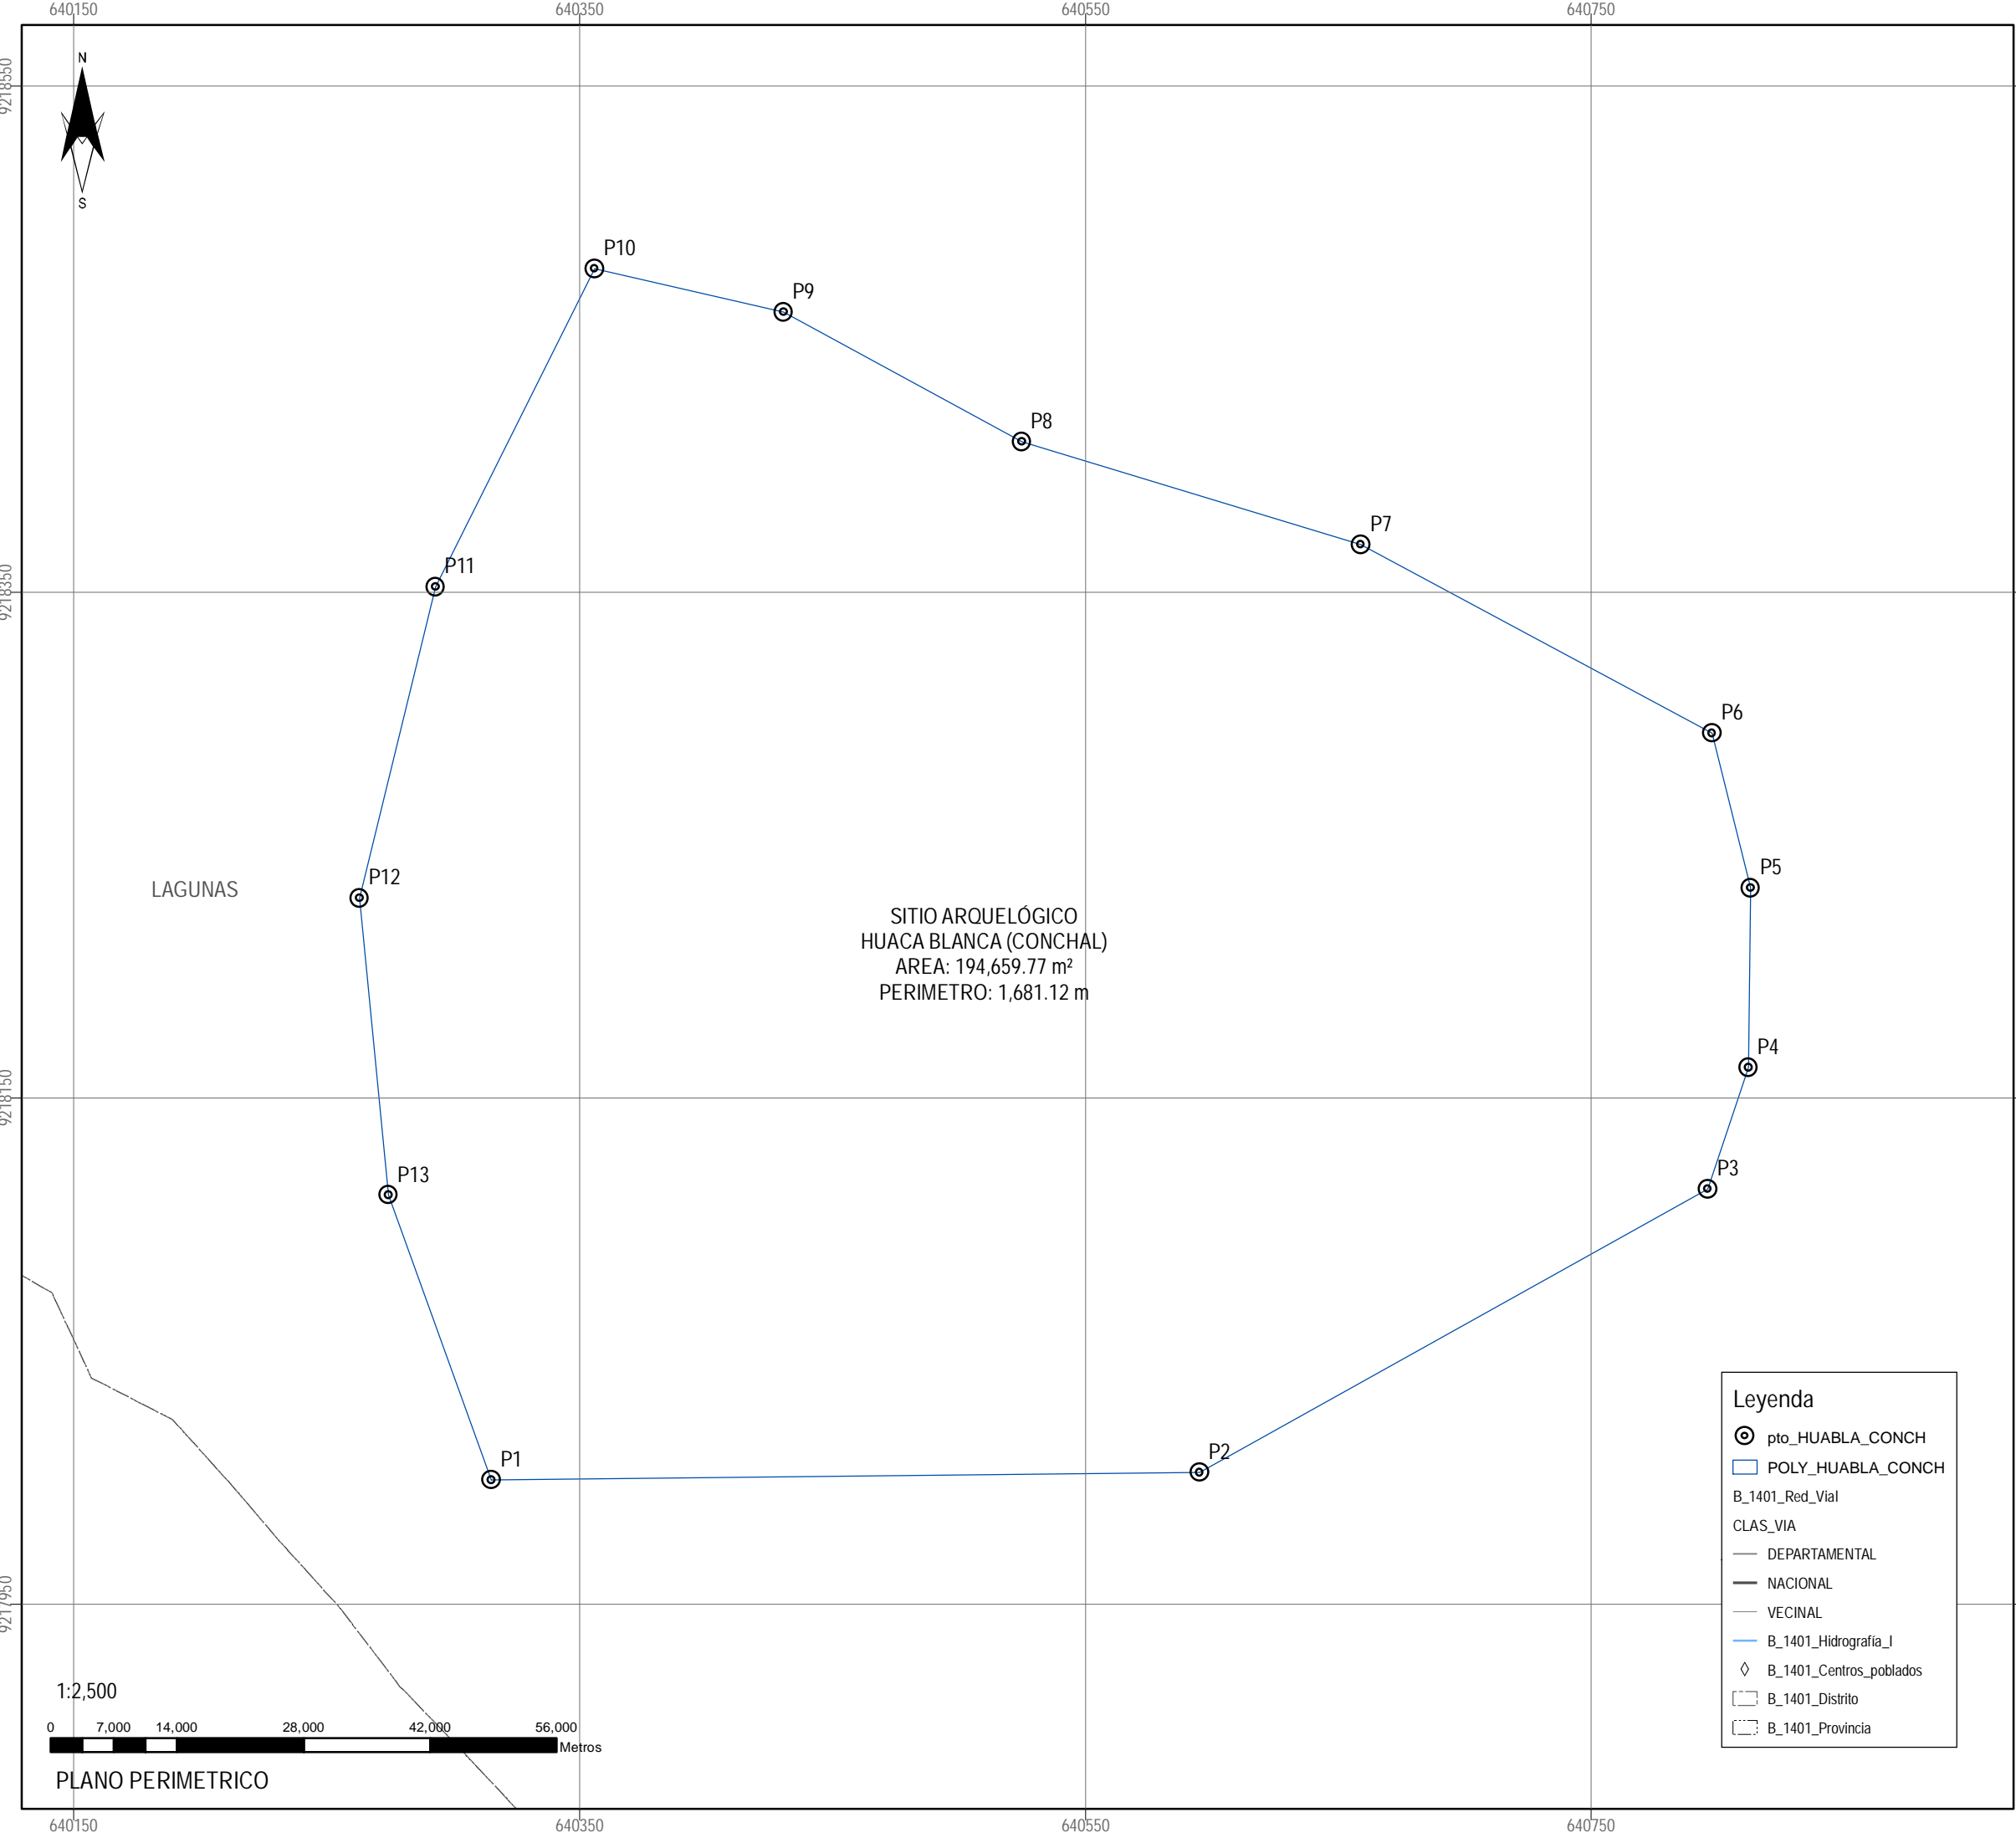 640150 640350 640550 640750
9218550
N
S
P10
P9
P8
P7
P11
9218350
P6
P5
P12
LAGUNAS
SITIO ARQUELÓGICO
HUACA BLANCA (CONCHAL)
AREA: 194,659.77 m²
PERIMETRO: 1,681.12 m
P4
9218150
P3
P13
P1
P2
Leyenda
pto_HUABLA_CONCH
POLY_HUABLA_CONCH
B_1401_Red_Vial
CLAS_VIA
DEPARTAMENTAL
NACIONAL
VECINAL
B_1401_Hidrografía_l
B_1401_Centros_poblados
B_1401_Distrito
B_1401_Provincia
9217950
1:2,500
0 7,000 14,000 28,000 42,000 56,000
Metros
PLANO PERIMETRICO
640150 640350 640550 640750